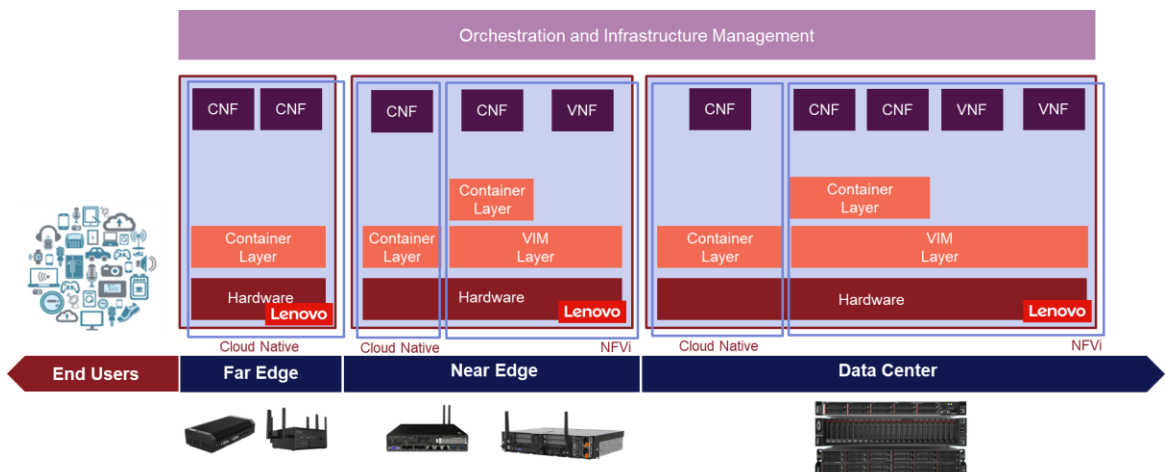 Orchestration and Infrastructure Management
CNF
CNF
CNF
CNF
VNF
CNF
CNF
CNF
VNF
VNF
Container
Layer
Container
Layer
Container
Layer
Container
Layer
VIM
Layer
Container
Layer
VIM
Layer
Hardware
Lenovo
Hardware
Lenovo
Hardware
Lenovo
Cloud Native
Cloud Native
NFVi
Cloud Native
NFVi
End Users
Far Edge
Near Edge
Data Center